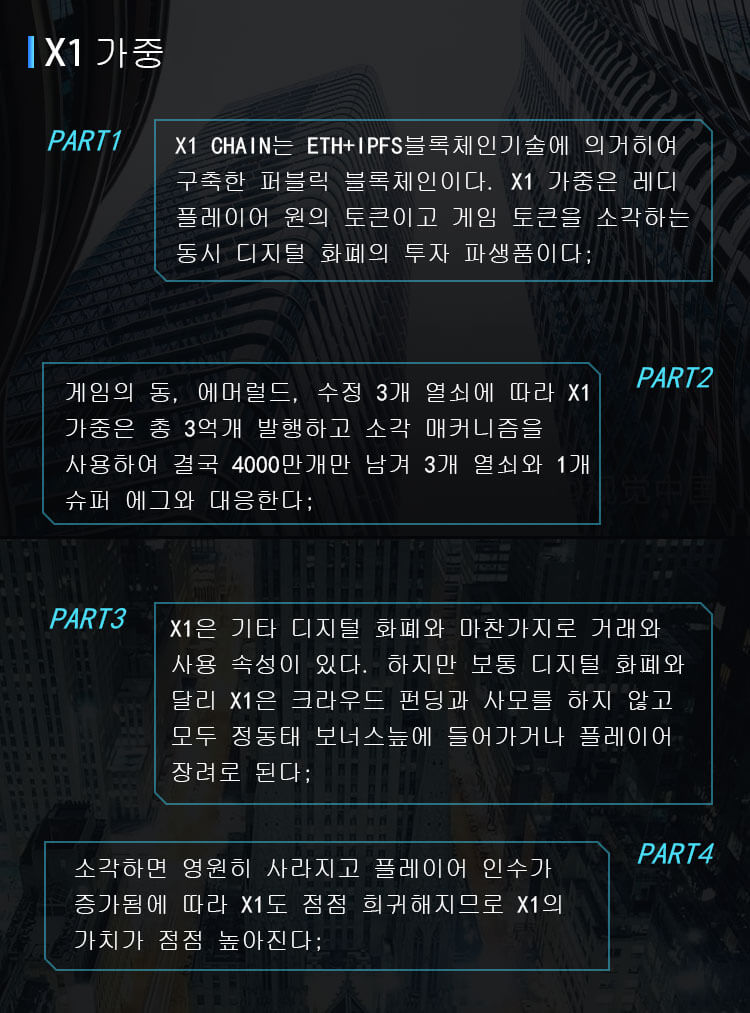 X1 가중
PART1
X1 CHAIN는 ETH+IPFS블록체인기술에 의거히여
구축한 퍼블릭 블록체인이다. X1 가중은 레디
플레이어 원의 토큰이고 게임 토큰을 소각하는
동시 디지털 화폐의 투자 파생품이다;
PART2
게임의 동, 에머럴드, 수정 3개 열쇠에 따라 X1
가중은 총 3억개 발행하고 소각 매커니즘을
사용하여 결국 4000만개만 남겨 3개 열쇠와 1개
슈퍼 에그와 대응한다;
PART3
X1은 기타 디지털 화폐와 마찬가지로 거래와
사용 속성이 있다. 하지만 보통 디지털 화폐와
달리 X1은 크라우드 펀딩과 사모를 하지 않고
모두 정동태 보너스늪에 들어가거나 플레이어
장려로 된다;
PART4
소각하면 영원히 사라지고 플레이어 인수가
증가됨에 따라 X1도 점점 희귀해지므로 X1의
가치가 점점 높아진다;